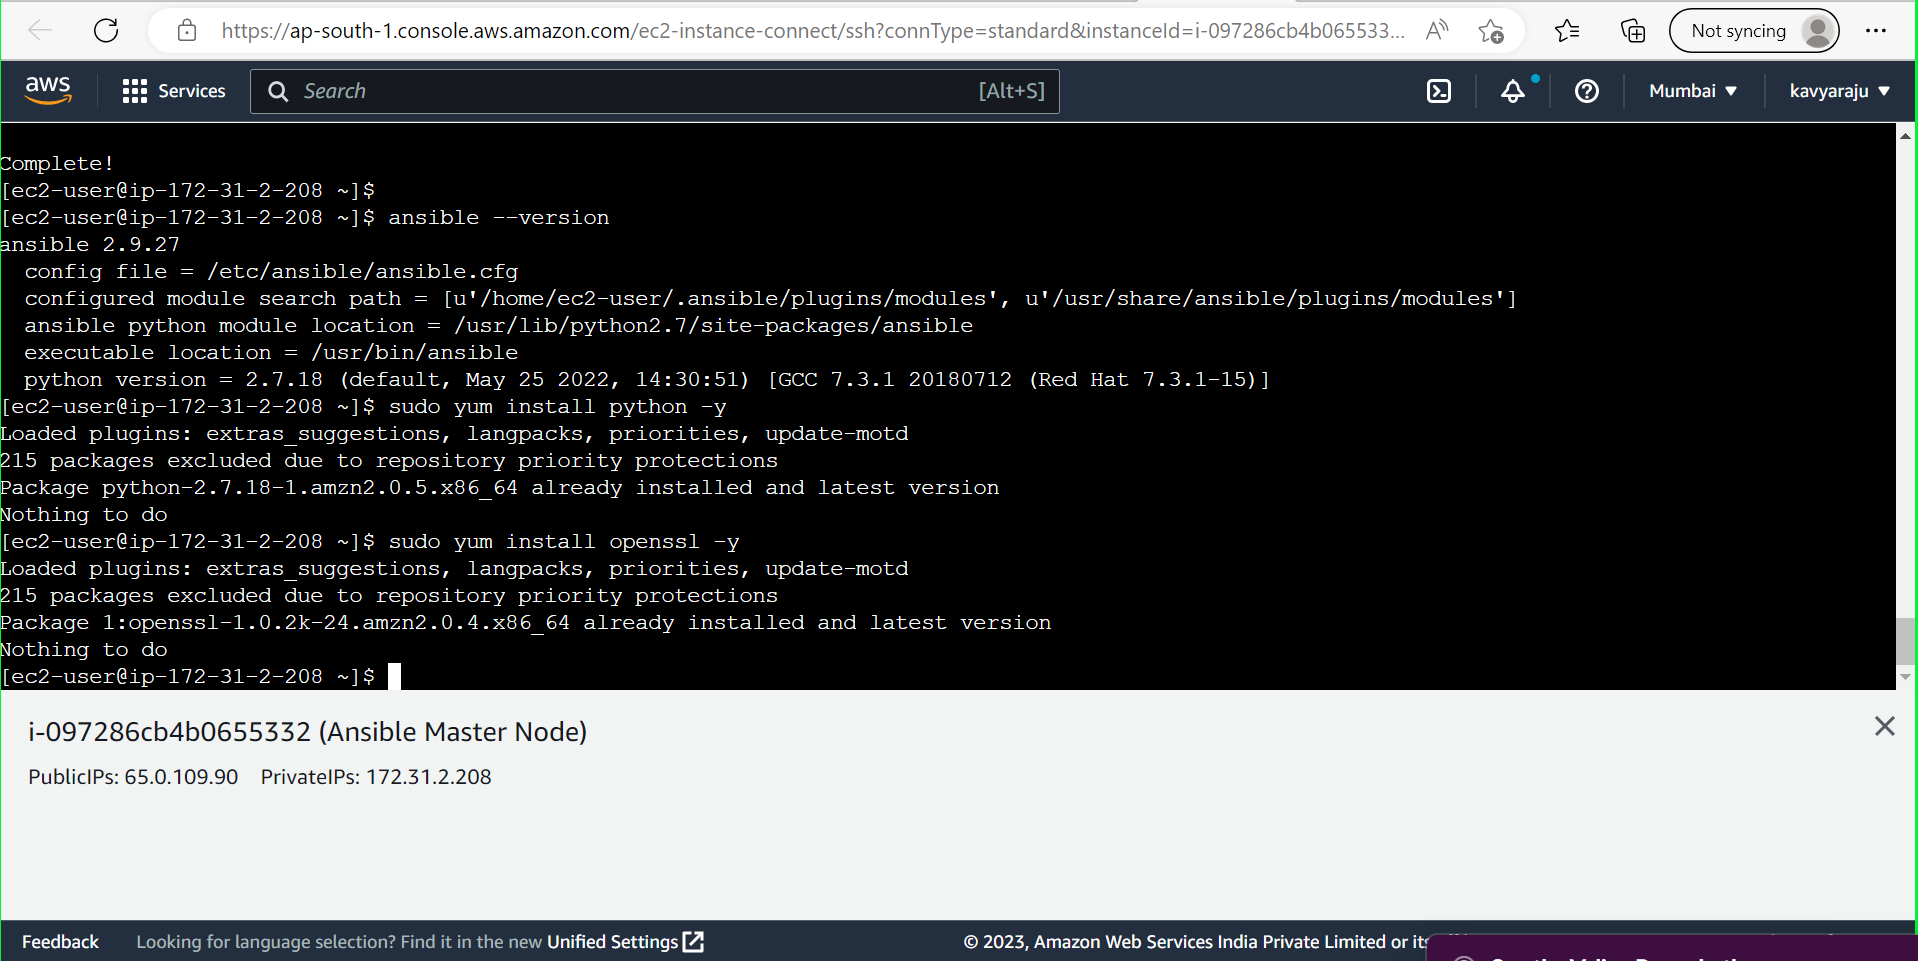 https://ap-south-1.console.aws.amazon.com/ec2-instance-connect/ssh?connType=standard&instanceId=i-097286cb4b065533...
Not syncing
aws
Services
Search
[Alt+S]
Mumbai
kavyaraju
Complete!
[ec2-user@ip-172-31-2-208 ~]$
[ec2-user@ip-172-31-2-208 ~]$ ansible --version
ansible 2.9.27
config file = /etc/ansible/ansible.cfg
configured module search path = [u'/home/ec2-user/.ansible/plugins/modules', u'/usr/share/ansible/plugins/modules']
ansible python module location = /usr/lib/python2.7/site-packages/ansible
executable location = /usr/bin/ansible
python version = 2.7.18 (default, May 25 2022, 14:30:51) [GCC 7.3.1 20180712 (Red Hat 7.3.1-15)]
[ec2-user@ip-172-31-2-208 ~]$ sudo yum install python -y
Loaded plugins: extras_suggestions, langpacks, priorities, update-motd
215 packages excluded due to repository priority protections
Package python-2.7.18-1.amzn2.0.5.x86_64 already installed and latest version
Nothing to do
[ec2-user@ip-172-31-2-208 ~]$ sudo yum install openssl -y
Loaded plugins: extras_suggestions, langpacks, priorities, update-motd
215 packages excluded due to repository priority protections
Package 1:openssl-1.0.2k-24.amzn2.0.4.x86_64 already installed and latest version
Nothing to do
[ec2-user@ip-172-31-2-208 ~]$
i-097286cb4b0655332 (Ansible Master Node)
PublicIPs: 65.0.109.90 PrivateIPs: 172.31.2.208
Feedback
Looking for language selection? Find it in the new Unified Settings
© 2023, Amazon Web Services India Private Limited or its